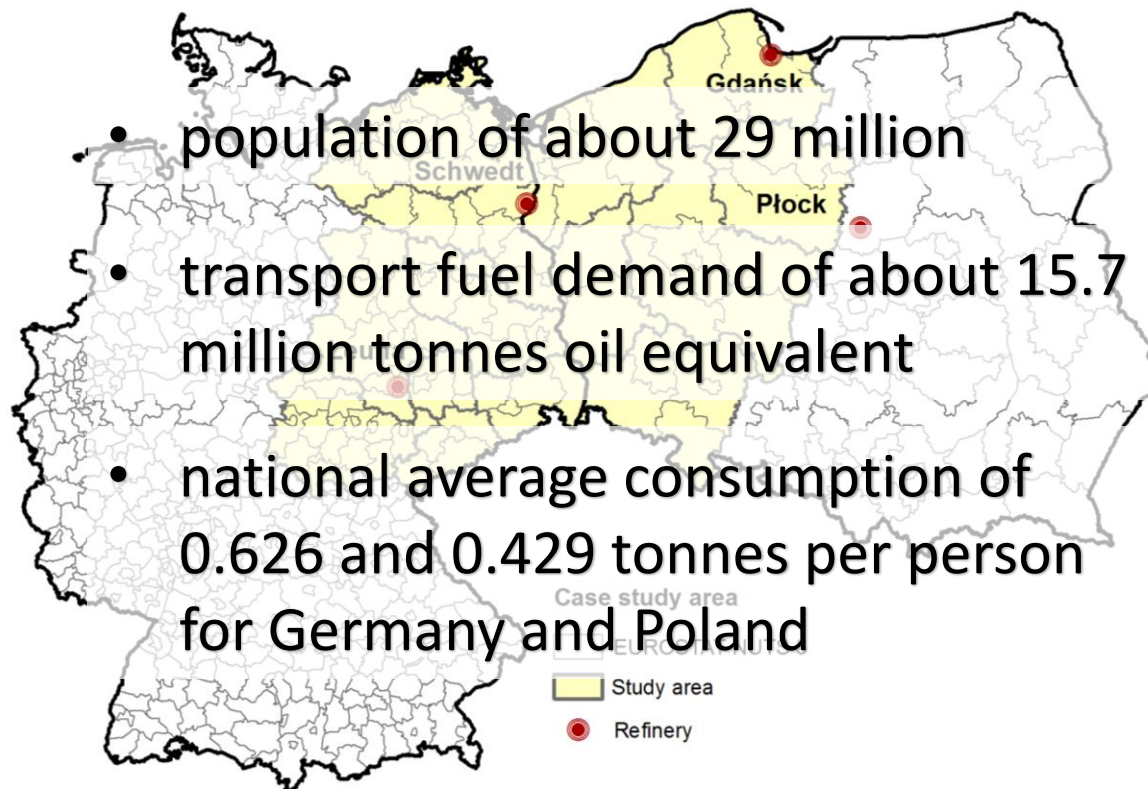 Gdańsk
• population of about 29 million
Schwedt
Płock
• transport fuel demand of about 15.7
million tonnes oil equivalent
• national average consumption of
0.626 and 0.429 tonnes per person
Case study area
for Germany and Poland
EUROSTAT NUTS
Study area
Refinery